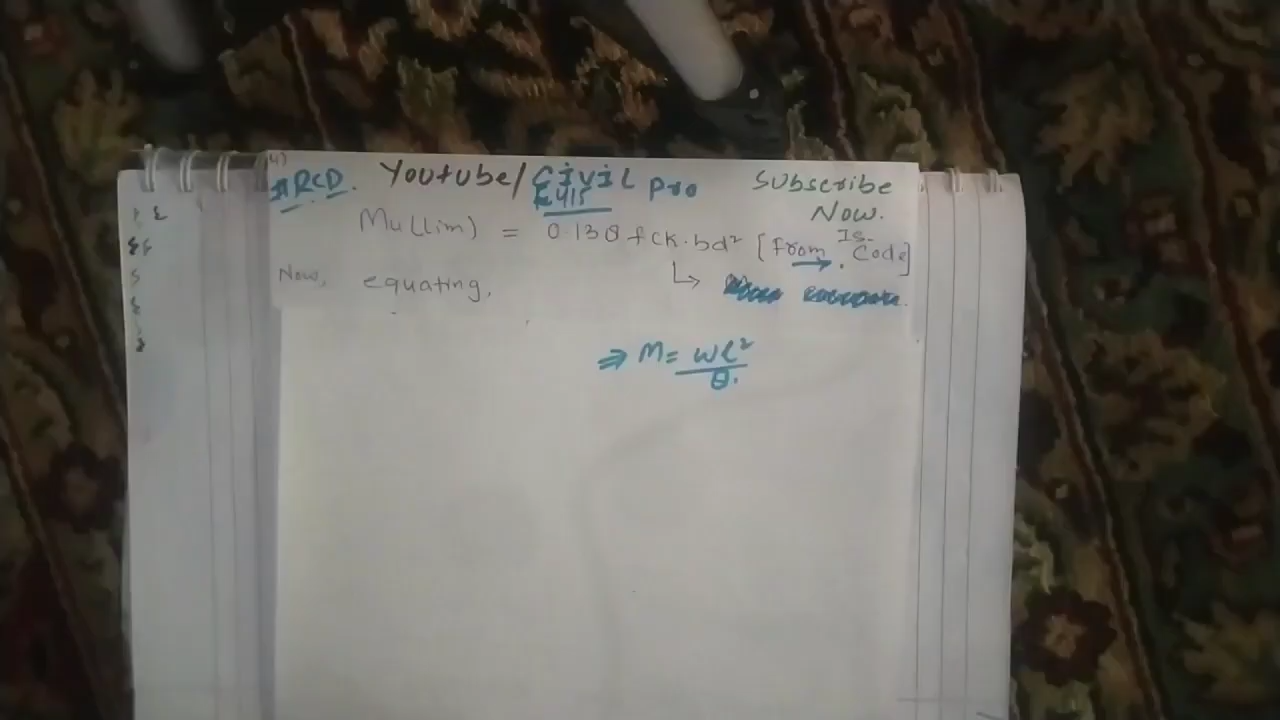 4)
#RCD. Youtube/Civil Pro Subscribe Now.
Mu(lim) = 0.138 fck.bd² [from IS. Code]
Now, equating,
⇒ M = wl²/8.